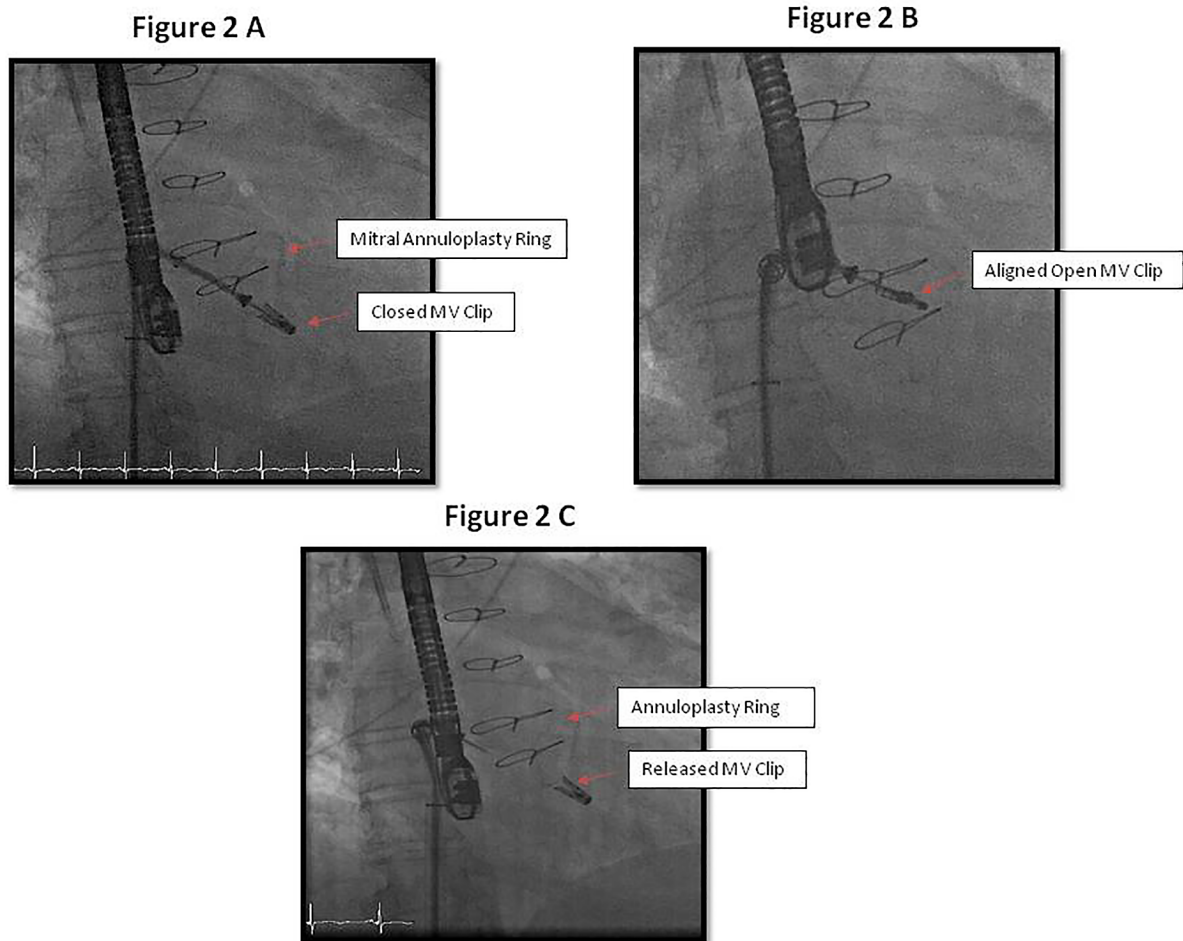 Figure 2 A
Figure 2 B
Mitral Annuloplasty Ring
Closed MV Clip
Aligned Open MV Clip
Figure 2 C
Annuloplasty Ring
Released MV Clip